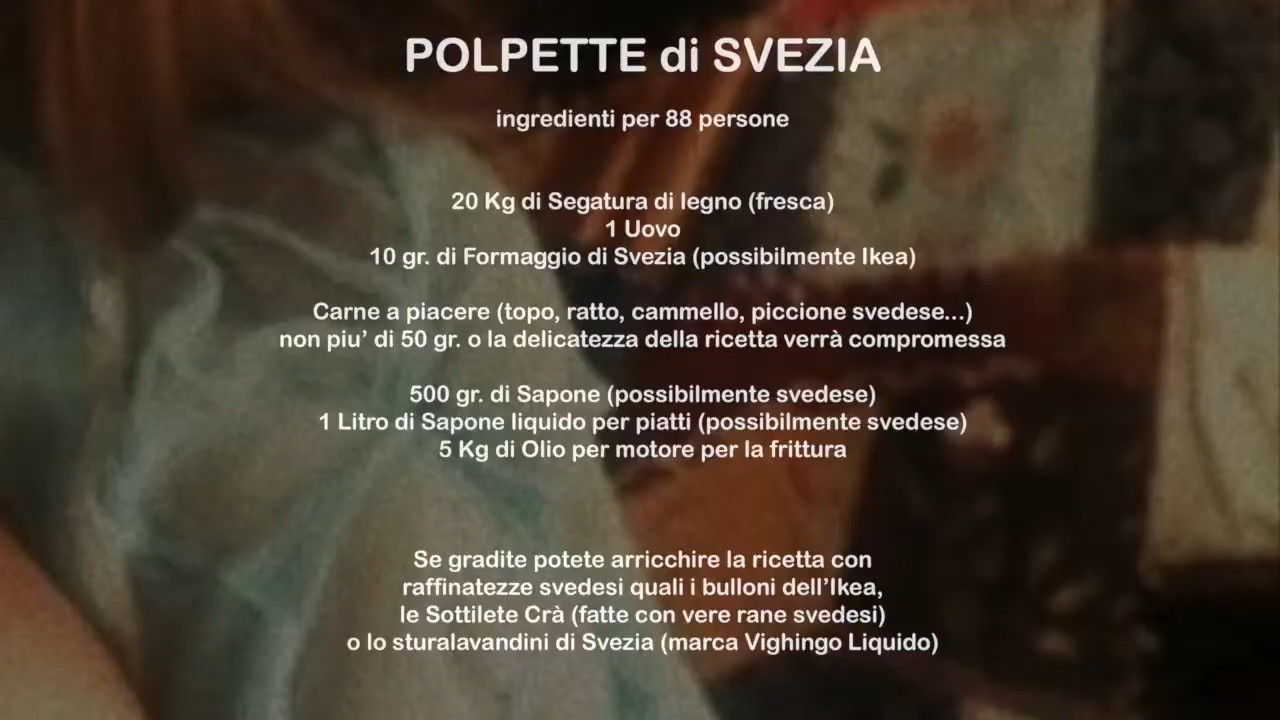 POLPETTE di SVEZIA
ingredienti per 88 persone
20 Kg di Segatura di legno (fresca)
1 Uovo
10 gr. di Formaggio di Svezia (possibilmente Ikea)
Carne a piacere (topo, ratto, cammello, piccione svedese...)
non piu' di 50 gr. o la delicatezza della ricetta verrà compromessa
500 gr. di Sapone (possibilmente svedese)
1 Litro di Sapone liquido per piatti (possibilmente svedese)
5 Kg di Olio per motore per la frittura
Se gradite potete arricchire la ricetta con
raffinatezze svedesi quali i bulloni dell'Ikea,
le Sottilete Crà (fatte con vere rane svedesi)
o lo sturalavandini di Svezia (marca Vighingo Liquido)